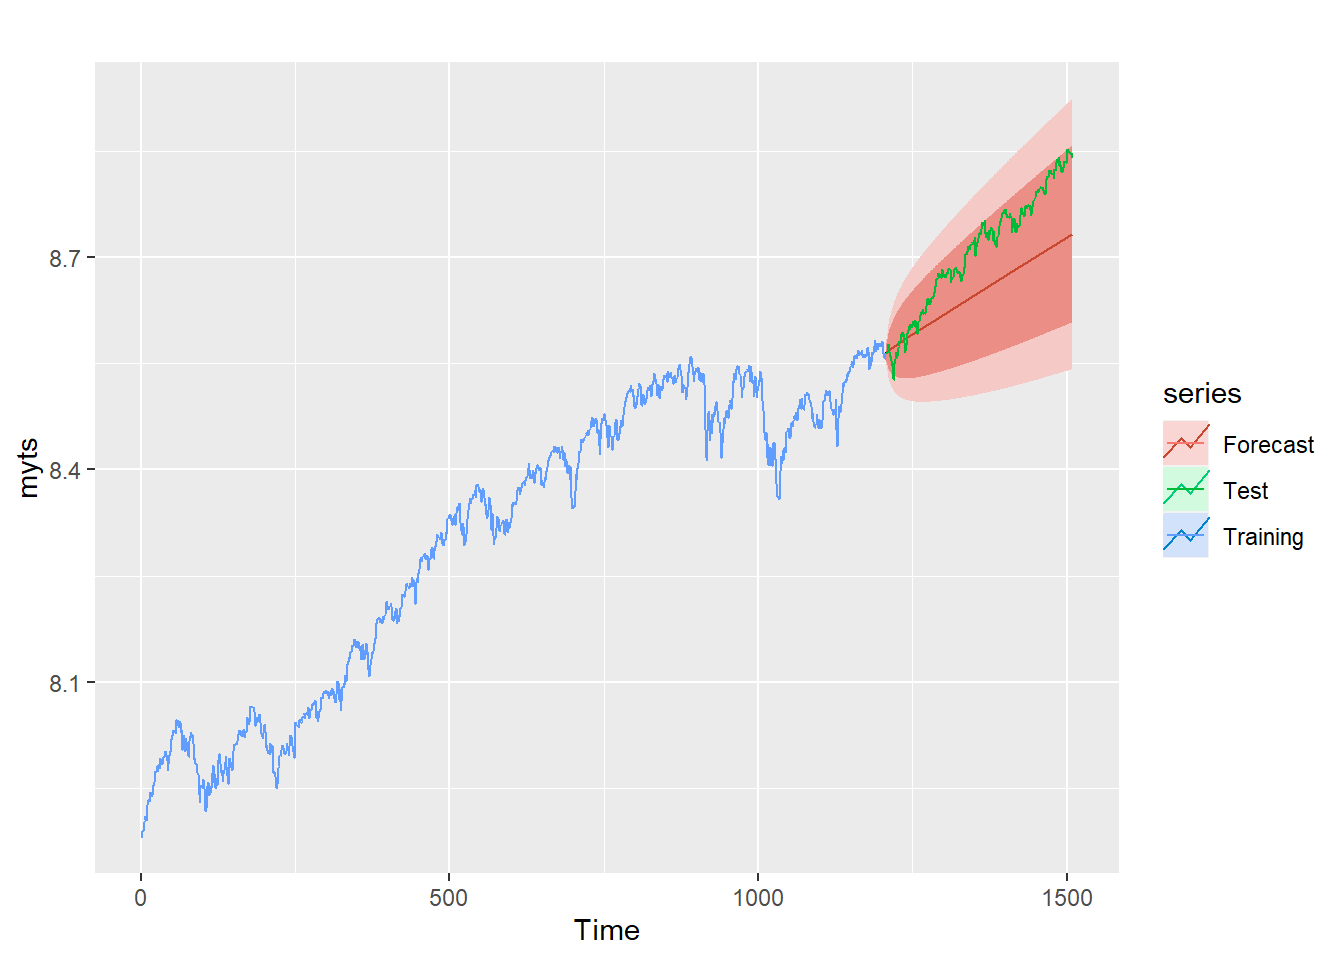 8.7
8.4
8.1
myts
0
500
1000
1500
Time
series
Forecast
Test
Training